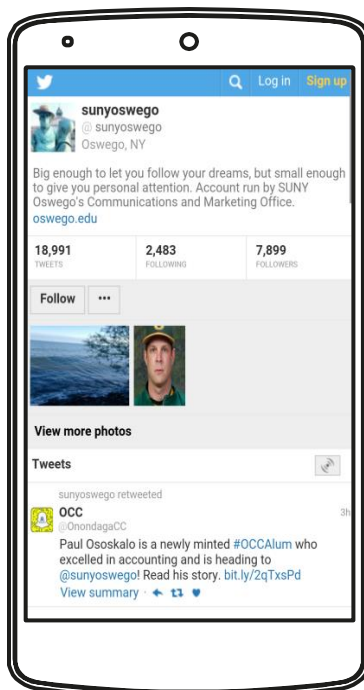 Log in Sign up
sunyoswego
@ sunyoswego
Oswego, NY
Big enough to let you follow your dreams, but small enough
to give you personal attention. Account run by SUNY
Oswego's Communications and Marketing Office.
oswego.edu
18,991 2,483 7,899
TWEETS FOLLOWING FOLLOWERS
Follow •••
View more photos
Tweets
sunyoswego retweeted
OCC 3h
@OnondagaCC
Paul Ososkalo is a newly minted #OCCAlum who
excelled in accounting and is heading to
@sunyoswego! Read his story. bit.ly/2qTxsPd
View summary ·